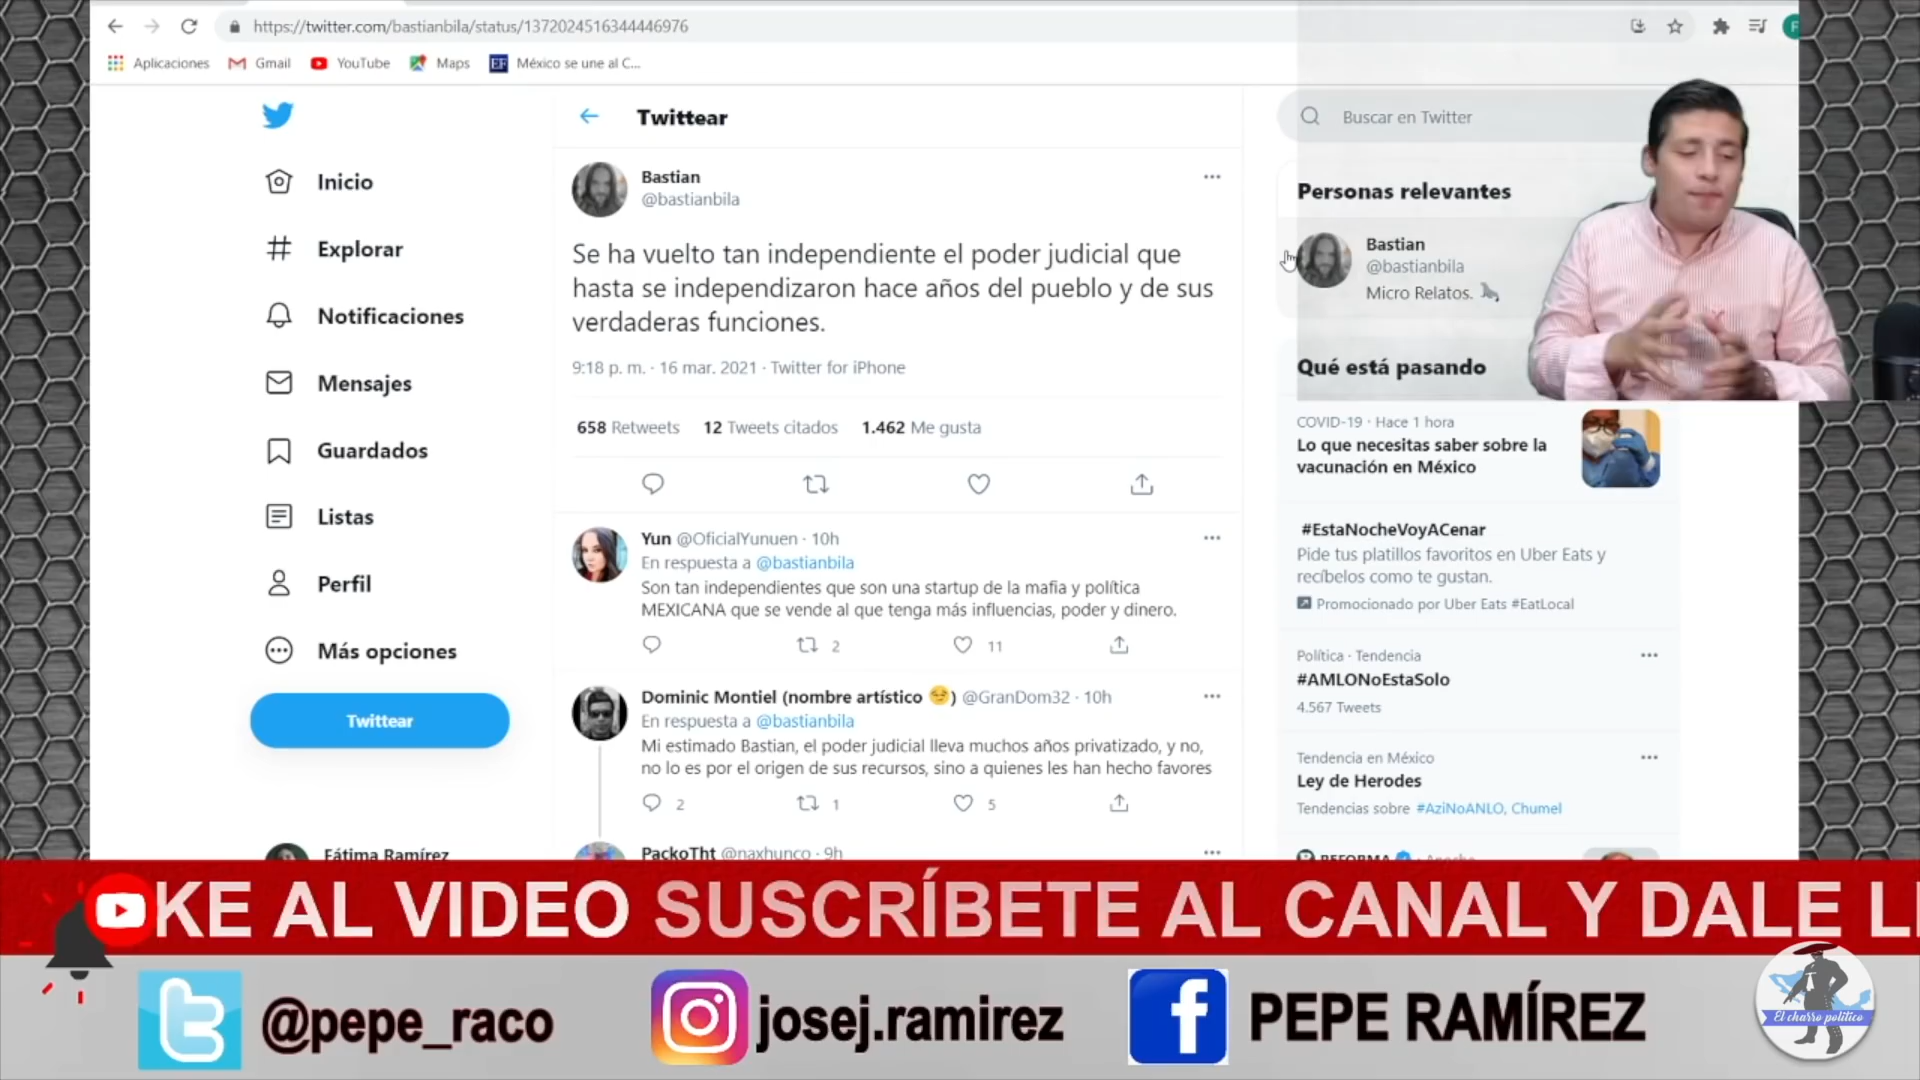 https://twitter.com/bastianbila/status/1372024516344446976
Aplicaciones
Gmail
YouTube
Maps
EF
México se une al C...
Inicio
Explorar
Notificaciones
Mensajes
Guardados
Listas
Perfil
Más opciones
Twittear
Fátima Ramírez
Twittear
Bastian
@bastianbila
Se ha vuelto tan independiente el poder judicial que
hasta se independizaron hace años del pueblo y de sus
verdaderas funciones.
9:18 p. m. · 16 mar. 2021 · Twitter for iPhone
658 Retweets 12 Tweets citados 1.462 Me gusta
Yun @OficialYunuen · 10h
En respuesta a @bastianbila
Son tan independientes que son una startup de la mafia y política
MEXICANA que se vende al que tenga más influencias, poder y dinero.
2 11
Dominic Montiel (nombre artístico 😏) @GranDom32 · 10h
En respuesta a @bastianbila
Mi estimado Bastian, el poder judicial lleva muchos años privatizado, y no,
no lo es por el origen de sus recursos, sino a quienes les han hecho favores
2 1 5
PackoTht @naxhunco · 9h
Buscar en Twitter
Personas relevantes
Bastian
@bastianbila
Micro Relatos.
Qué está pasando
COVID-19 · Hace 1 hora
Lo que necesitas saber sobre la
vacunación en México
#EstaNocheVoyACenar
Pide tus platillos favoritos en Uber Eats y
recíbelos como te gustan.
Promocionado por Uber Eats #EatLocal
Política · Tendencia
#AMLONoEstaSolo
4.567 Tweets
Tendencia en México
Ley de Herodes
Tendencias sobre #AziNoANLO, Chumel
REFORMA · Anoche
KE AL VIDEO SUSCRÍBETE AL CANAL Y DALE LI
@pepe_raco
josej.ramirez
PEPE RAMÍREZ
El charro político